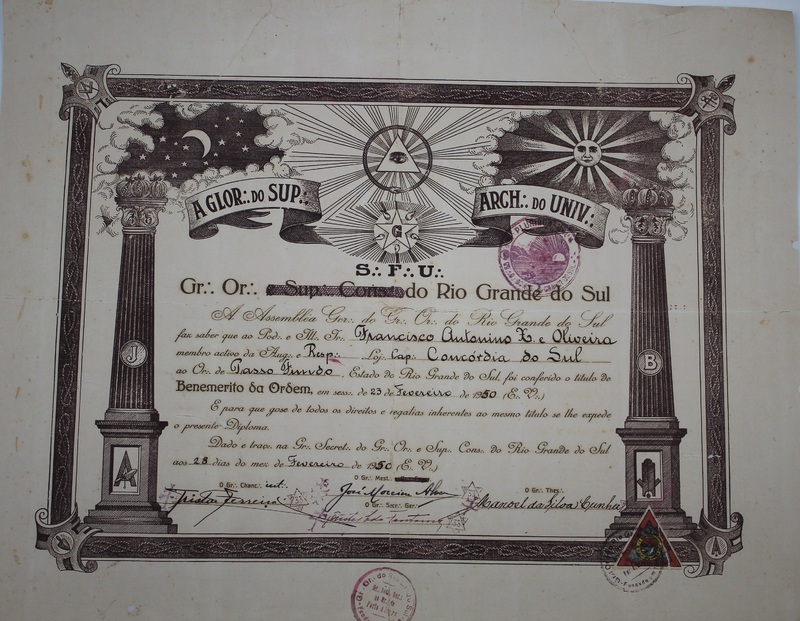 A GLOR∴ DO SUP∴
ARCH∴ DO UNIV∴
G
S∴ F∴ U∴
Gr∴ Or∴ e Sup∴ Cons∴ do Rio Grande do Sul
A Assembléa Ger∴ do Gr∴ Or∴ do Rio Grande do Sul
faz saber que ao Pod∴ e Ill∴ Ir∴ Francisco Antonino X. e Oliveira
membro activo da Aug∴ e Resp∴ Loj∴ Cap∴ Concórdia do Sul
ao Or∴ de Passo Fundo, Estado do Rio Grande do Sul, foi conferido o titulo de
Benemerito da Ordem, em sess∴ de 23 de Fevereiro de 1950 (E∴ V∴)
E para que gose de todos os direitos e regalias inherentes ao mesmo titulo se lhe expede
o presente Diploma.
Dado e traç∴ na Gr∴ Secret∴ do Gr∴ Or∴ e Sup∴ Cons∴ do Rio Grande do Sul
aos 28 dias do mez de Fevereiro de 1950 (E∴ V∴)
J
B
O Gr∴ Mest∴
O Gr∴ Chanc∴ int.
O Gr∴ Thes∴
José Moreira Alves
Manoel da Silva Cunha
O Gr∴ Secr∴ Ger∴
A